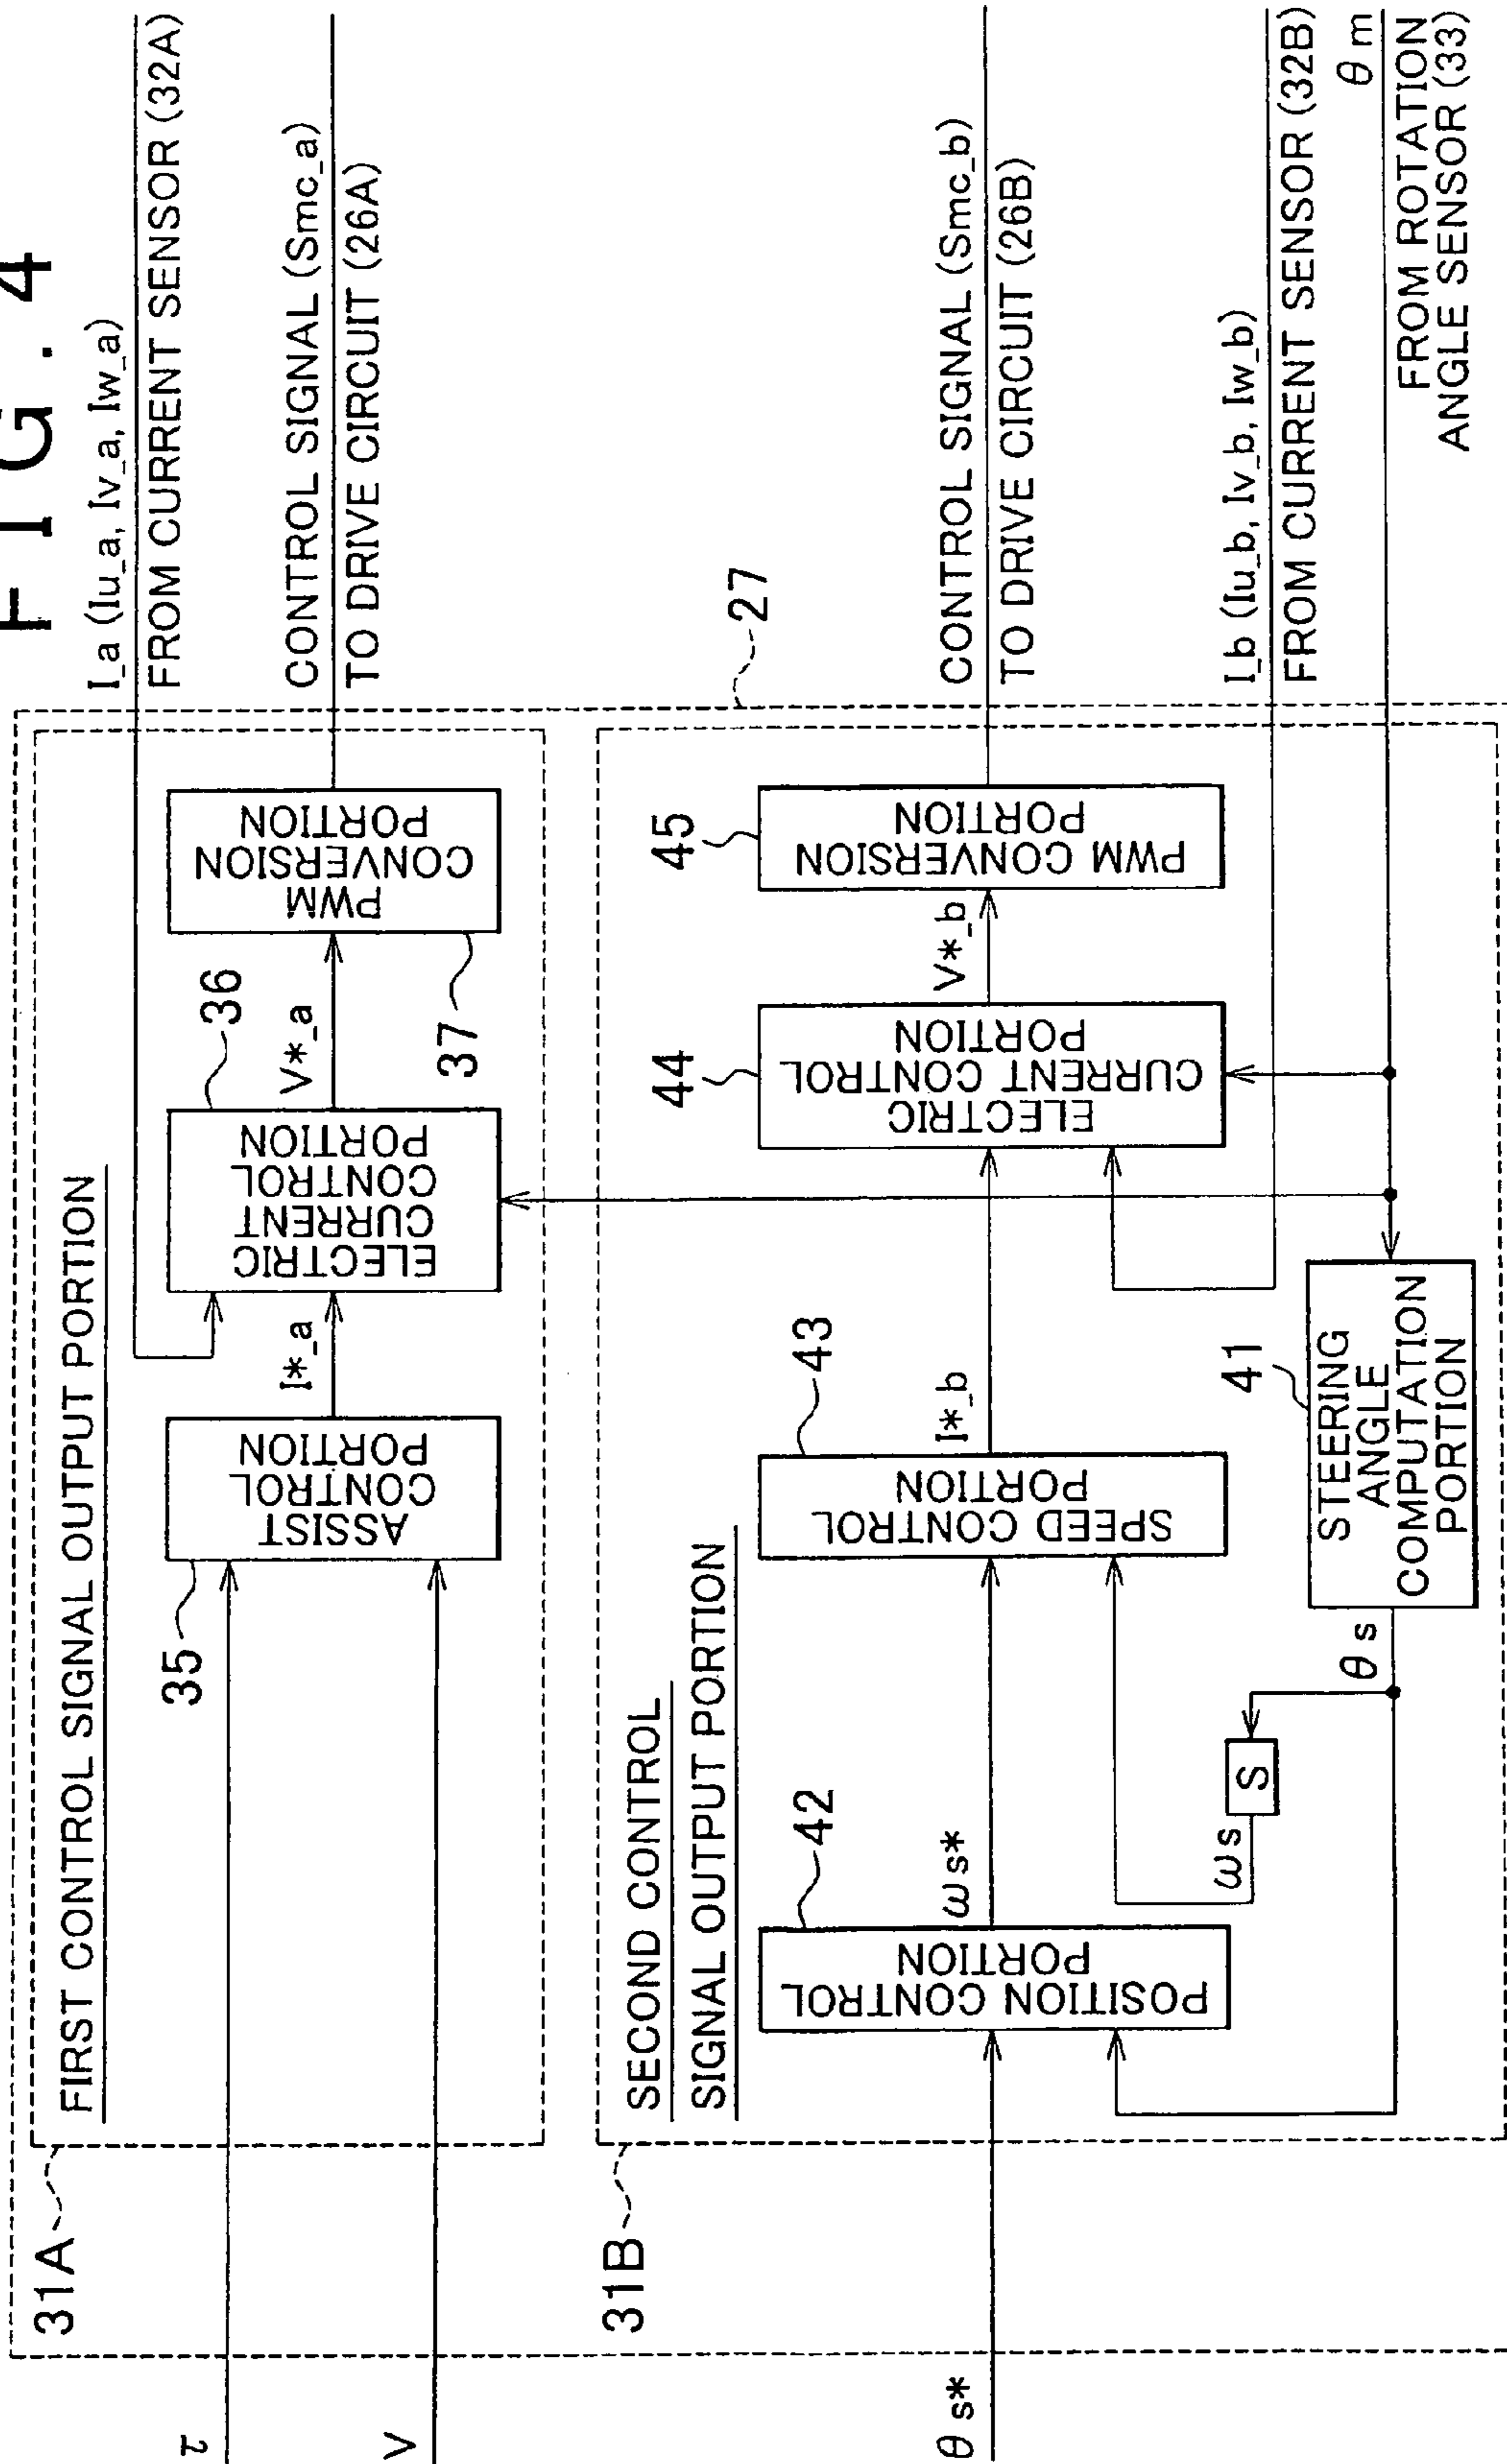 FIG. 4
I_a (Iu_a, Iv_a, Iw_a)
FROM CURRENT SENSOR (32A)
CONTROL SIGNAL (Smc_a)
TO DRIVE CIRCUIT (26A)
27
31A
FIRST CONTROL SIGNAL OUTPUT PORTION
τ
V
35
ASSIST
CONTROL
PORTION
I*_a
36
ELECTRIC
CURRENT
CONTROL
PORTION
V*_a
37
PWM
CONVERSION
PORTION
31B
SECOND CONTROL
SIGNAL OUTPUT PORTION
θs*
42
POSITION CONTROL
PORTION
ωs*
43
SPEED CONTROL
PORTION
I*_b
44
ELECTRIC
CURRENT CONTROL
PORTION
V*_b
45
PWM CONVERSION
PORTION
CONTROL SIGNAL (Smc_b)
TO DRIVE CIRCUIT (26B)
I_b (Iu_b, Iv_b, Iw_b)
FROM CURRENT SENSOR (32B)
ωs
S
θs
41
STEERING
ANGLE
COMPUTATION
PORTION
θm
FROM ROTATION
ANGLE SENSOR (33)